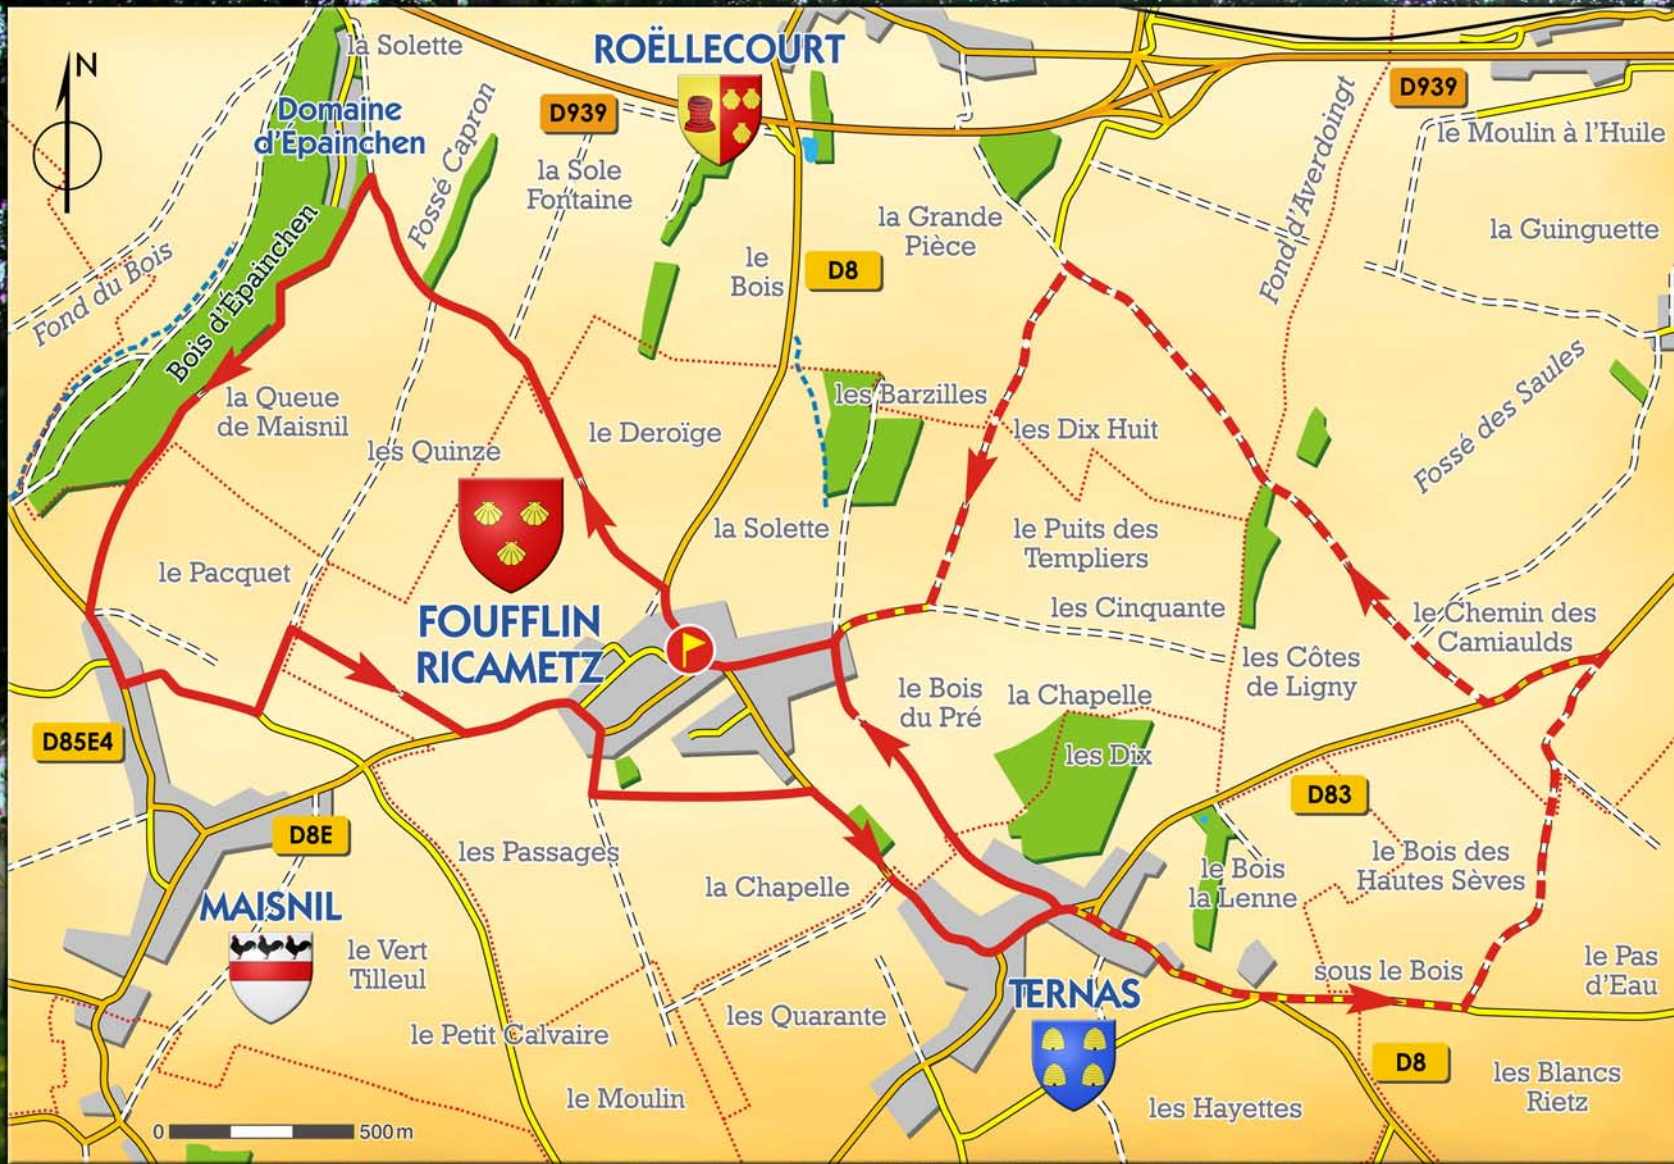 la Solette
ROËLLECOURT
N
Domaine
d'Épainchen
D939
D939
Fossé Capron
la Sole
Fontaine
le Moulin à l'Huile
Fond d'Averdoingt
la Grande
Pièce
la Guinguette
Fond du Bois
Bois d'Épainchen
le
Bois
D8
la Queue
de Maisnil
les Barzilles
les Quinze
le Deroïge
les Dix Huit
Fossé des Saules
la Solette
le Puits des
Templiers
le Pacquet
FOUFFLIN
RICAMETZ
les Cinquante
le Chemin des
Camiaulds
les Côtes
de Ligny
le Bois
du Pré
la Chapelle
les Dix
D85E4
D83
D8E
les Passages
la Chapelle
le Bois
la Lenne
le Bois des
Hautes Sèves
MAISNIL
le Vert
Tilleul
sous le Bois
le Pas
d'Eau
TERNAS
les Quarante
le Petit Calvaire
D8
les Blancs
Rietz
le Moulin
les Hayettes
0 500m